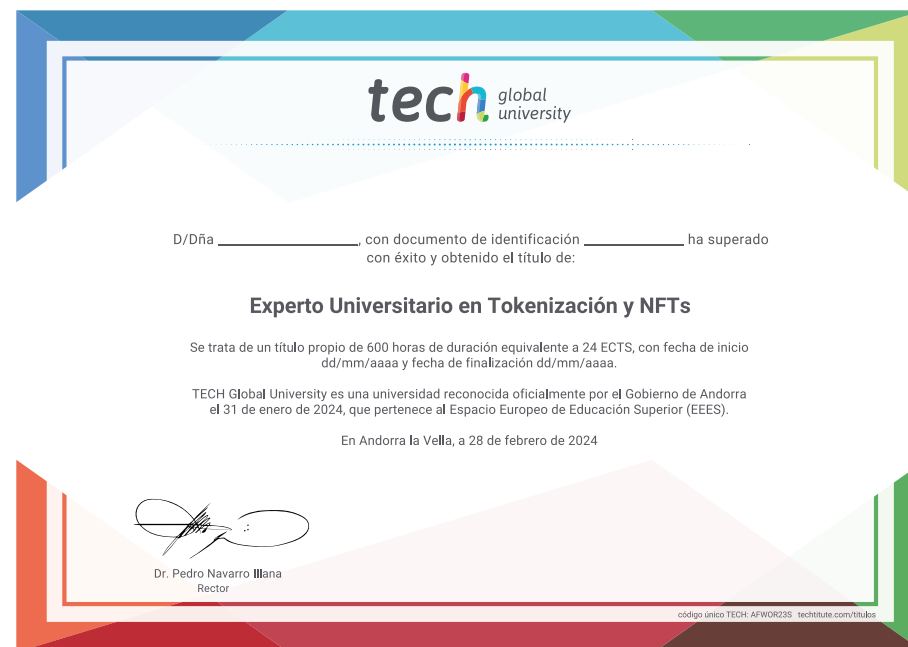 tech global university
D/Dña ____________________, con documento de identificación ______________ ha superado
con éxito y obtenido el título de:
Experto Universitario en Tokenización y NFTs
Se trata de un título propio de 600 horas de duración equivalente a 24 ECTS, con fecha de inicio
dd/mm/aaaa y fecha de finalización dd/mm/aaaa.
TECH Global University es una universidad reconocida oficialmente por el Gobierno de Andorra
el 31 de enero de 2024, que pertenece al Espacio Europeo de Educación Superior (EEES).
En Andorra la Vella, a 28 de febrero de 2024
Dr. Pedro Navarro Illana
Rector
código único TECH: AFWOR23S techtitute.com/titulos